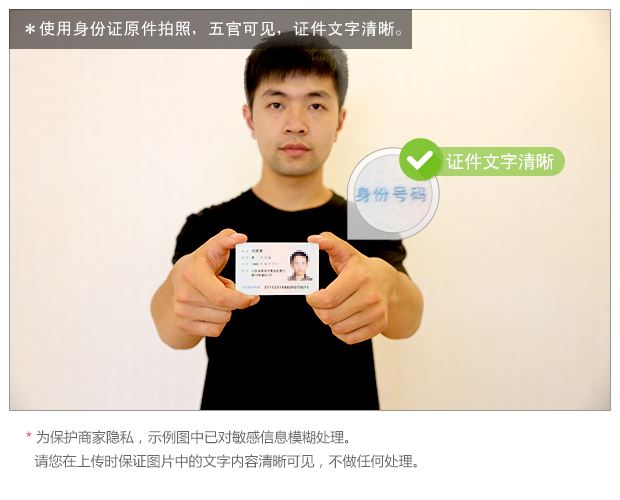 ＊使用身份证原件拍照，五官可见，证件文字清晰。
证件文字清晰
身份号码
* 为保护商家隐私，示例图中已对敏感信息模糊处理。
请您在上传时保证图片中的文字内容清晰可见，不做任何处理。